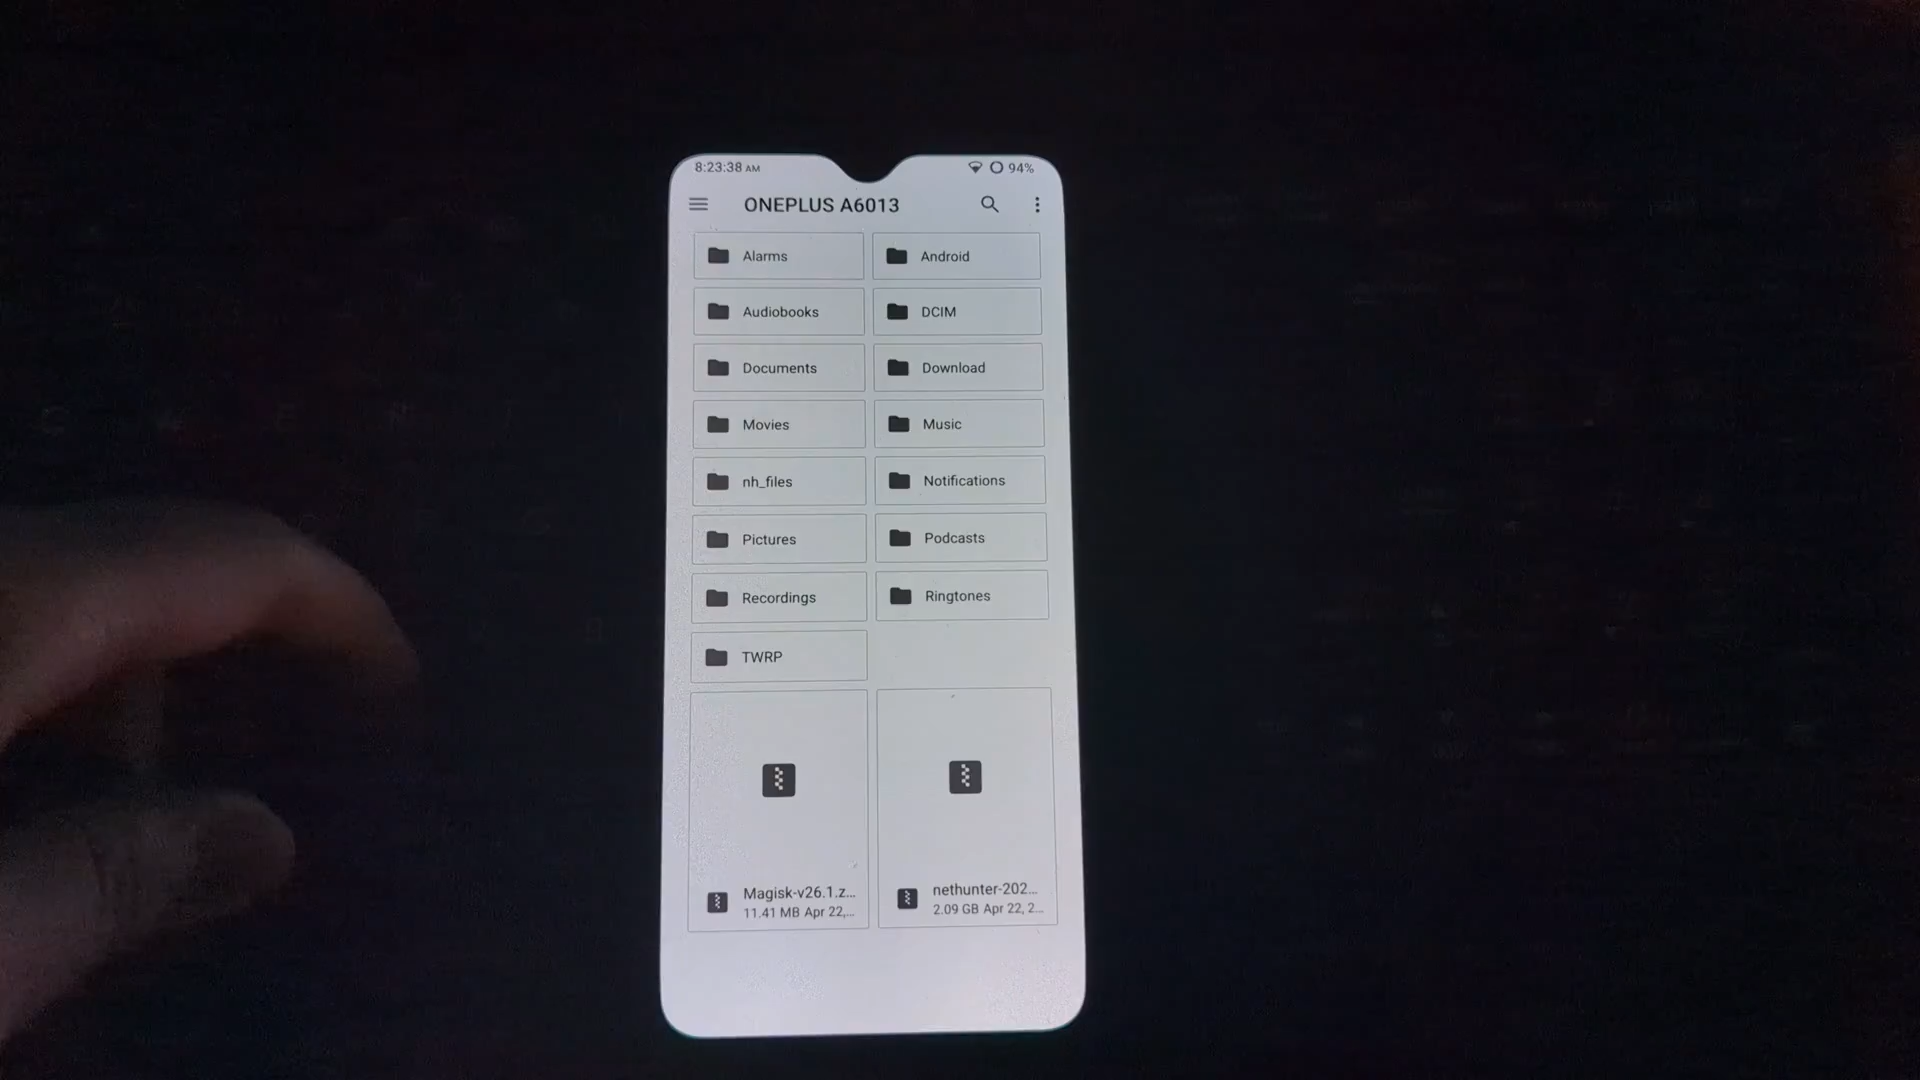 8:23:38 AM
94%
ONEPLUS A6013
Alarms
Android
Audiobooks
DCIM
Documents
Download
Movies
Music
nh_files
Notifications
Pictures
Podcasts
Recordings
Ringtones
TWRP
Magisk-v26.1.z...
11.41 MB Apr 22,...
nethunter-202...
2.09 GB Apr 22, 2...